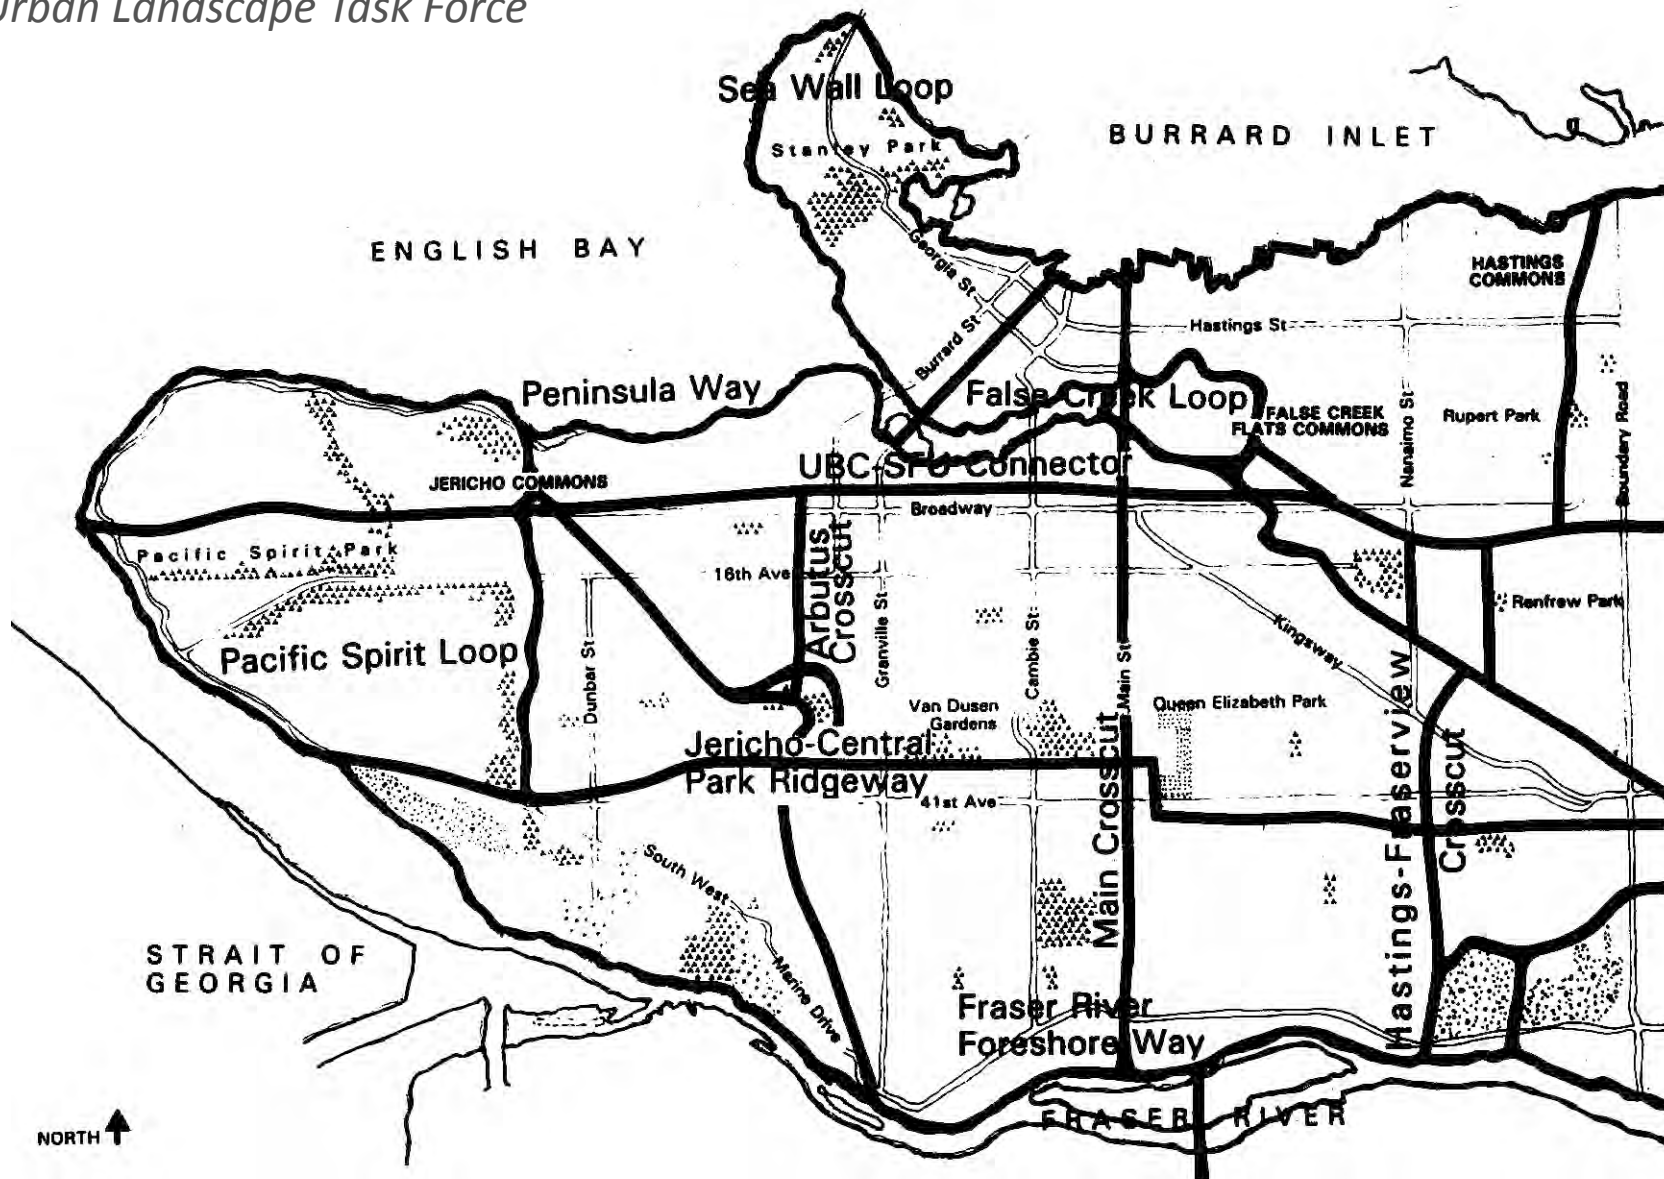 Urban Landscape Task Force
Sea Wall Loop
BURRARD INLET
Stanley Park
ENGLISH BAY
Georgia St
HASTINGS
COMMONS
Hastings St
Burrard St
Peninsula Way
False Creek Loop
FALSE CREEK
FLATS COMMONS
Nanaimo St
Rupert Park
Boundary Road
UBC-SFU Connector
JERICHO COMMONS
Broadway
Pacific Spirit Park
16th Ave
Arbutus
Crosscut
Granville St
Cambie St
Main St
Kingsway
Renfrew Park
Pacific Spirit Loop
Dunbar St
Van Dusen
Gardens
Queen Elizabeth Park
Jericho-Central
Park Ridgeway
41st Ave
Main Crosscut
Hastings-Fraserview
Crosscut
South West Marine Drive
STRAIT OF
GEORGIA
Fraser River
Foreshore Way
FRASER RIVER
NORTH